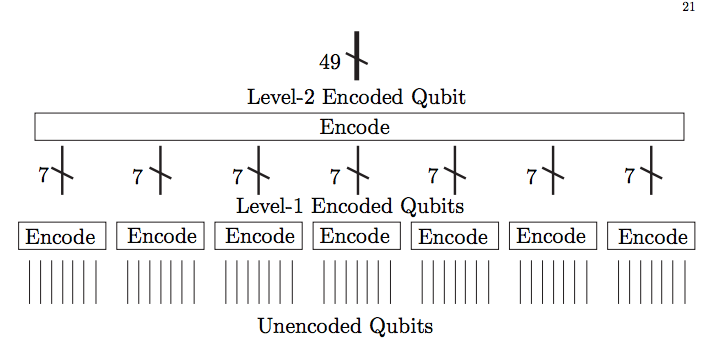 21
49
Level-2 Encoded Qubit
Encode
7 7 7 7 7 7 7
Level-1 Encoded Qubits
Encode Encode Encode Encode Encode Encode Encode
Unencoded Qubits